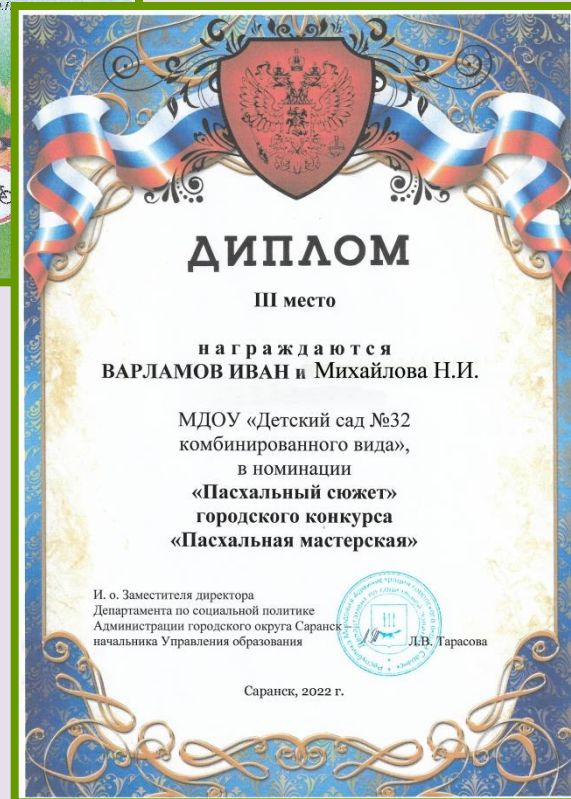 ДИПЛОМ
III место
награждаются
ВАРЛАМОВ ИВАН и Михайлова Н.И.
МДОУ «Детский сад №32
комбинированного вида»,
в номинации
«Пасхальный сюжет»
городского конкурса
«Пасхальная мастерская»
И. о. Заместителя директора
Департамента по социальной политике
Администрации городского округа Саранск –
начальника Управления образования Л.В. Тарасова
Саранск, 2022 г.